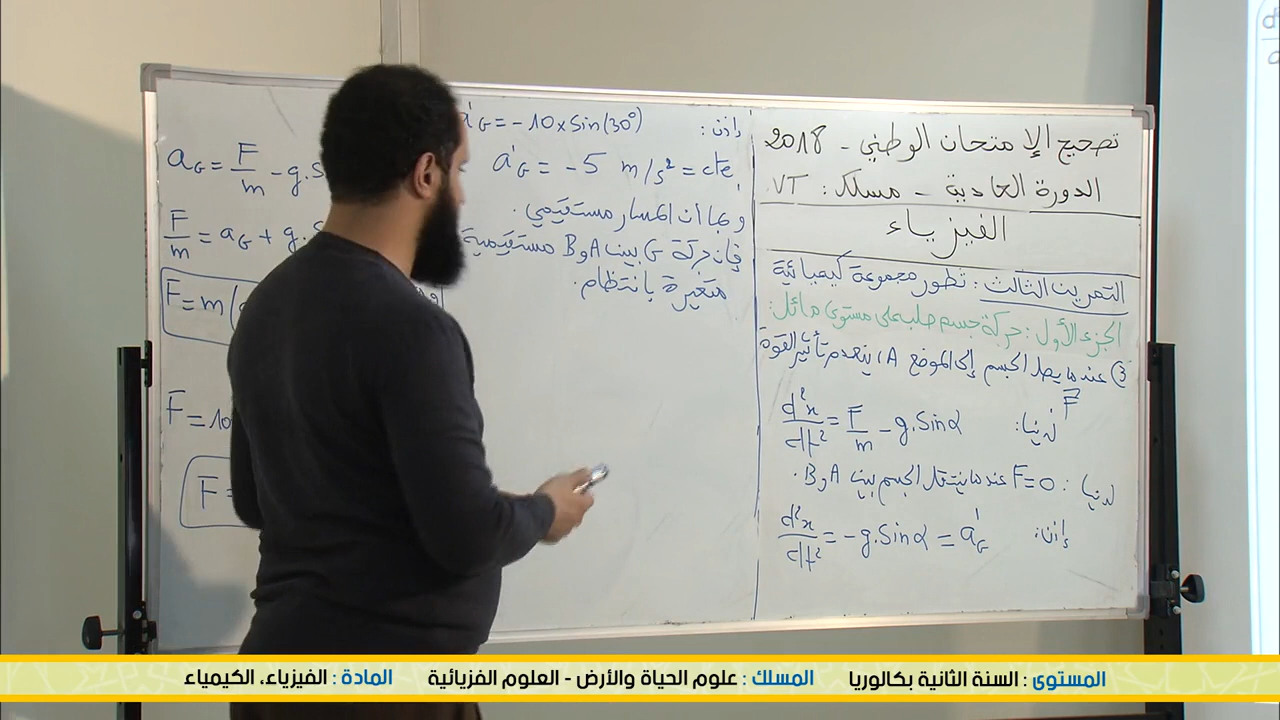 تصحيح الإمتحان الوطني - 2018
الدورة العادية - مسلك: SVT.
الفيزياء
التمرين الثالث: تطور مجموعة كيميائية
الجزء الأول: حركة جسم صلب على مستوى مائل:
③ عندما يصل الجسم إلى الموضع A، ينعدم تأثير القوة
F⃗
لدينا: d²x/dt² = F/m - g.Sinα
لدينا: F=0 عندما ينتقل الجسم بين A و B.
إذن: d²x/dt² = -g.Sinα = a'G
إذن: a'G = -10×Sin(30°)
a'G = -5 m/s² = cte
وبما أن المسار مستقيمي.
فإن حركة G بين A و B مستقيمية
متغيرة بانتظام.
aG = F/m - g.S
F/m = aG + g.
F = m(
F = 10
F =
المستوى : السنة الثانية بكالوريا
المسلك : علوم الحياة والأرض - العلوم الفزيائية
المادة : الفيزياء، الكيمياء